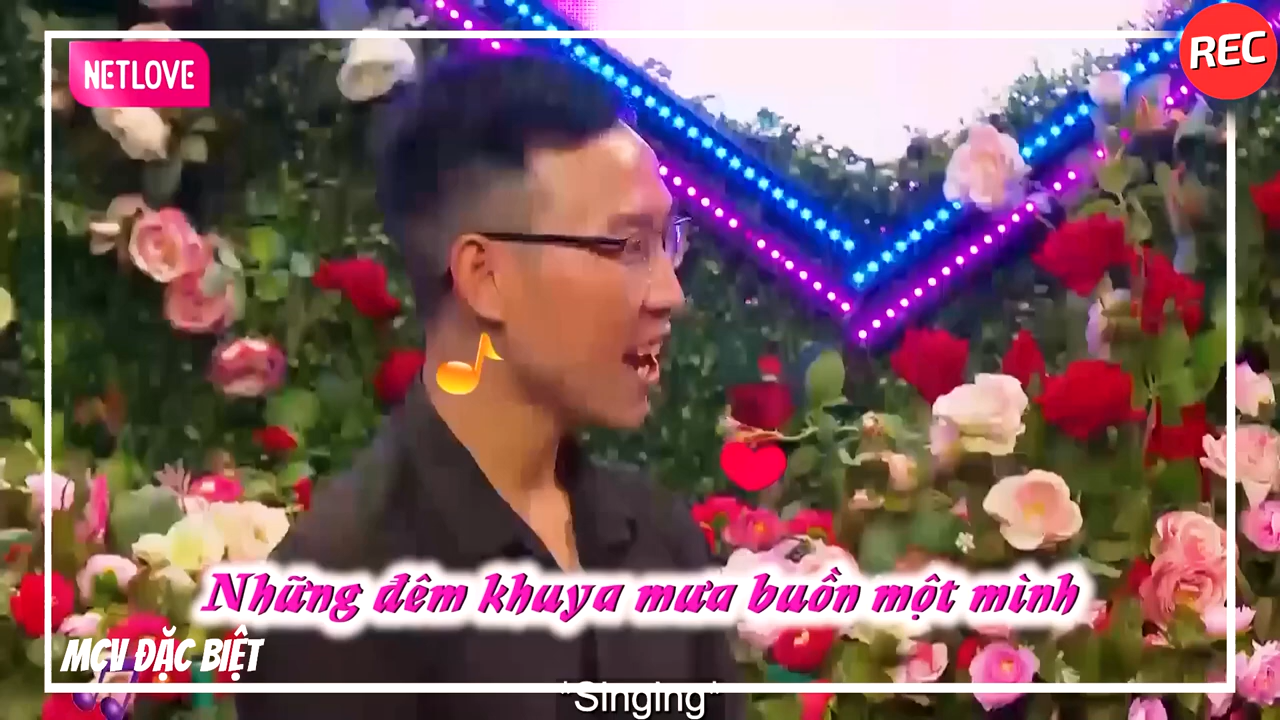 NETLOVE
REC
Những đêm khuya mưa buồn một mình
MCV ĐẶC BIỆT
"Singing"